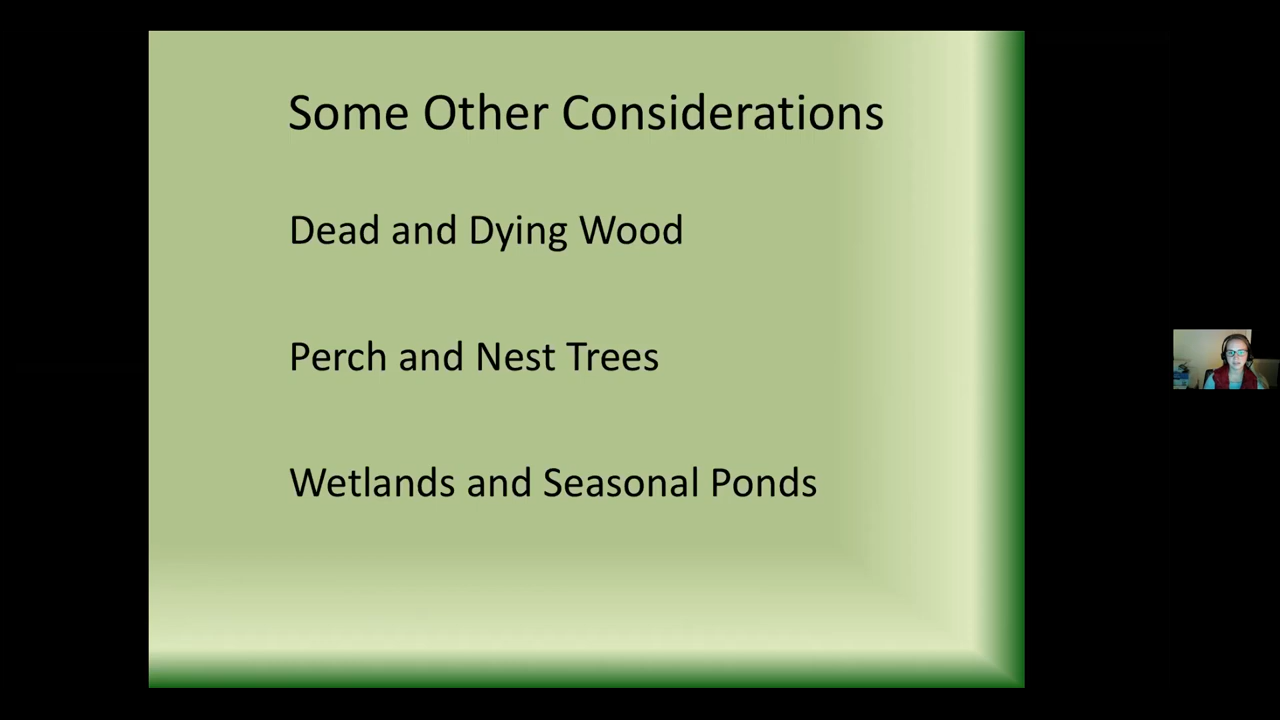 Some Other Considerations
Dead and Dying Wood
Perch and Nest Trees
Wetlands and Seasonal Ponds